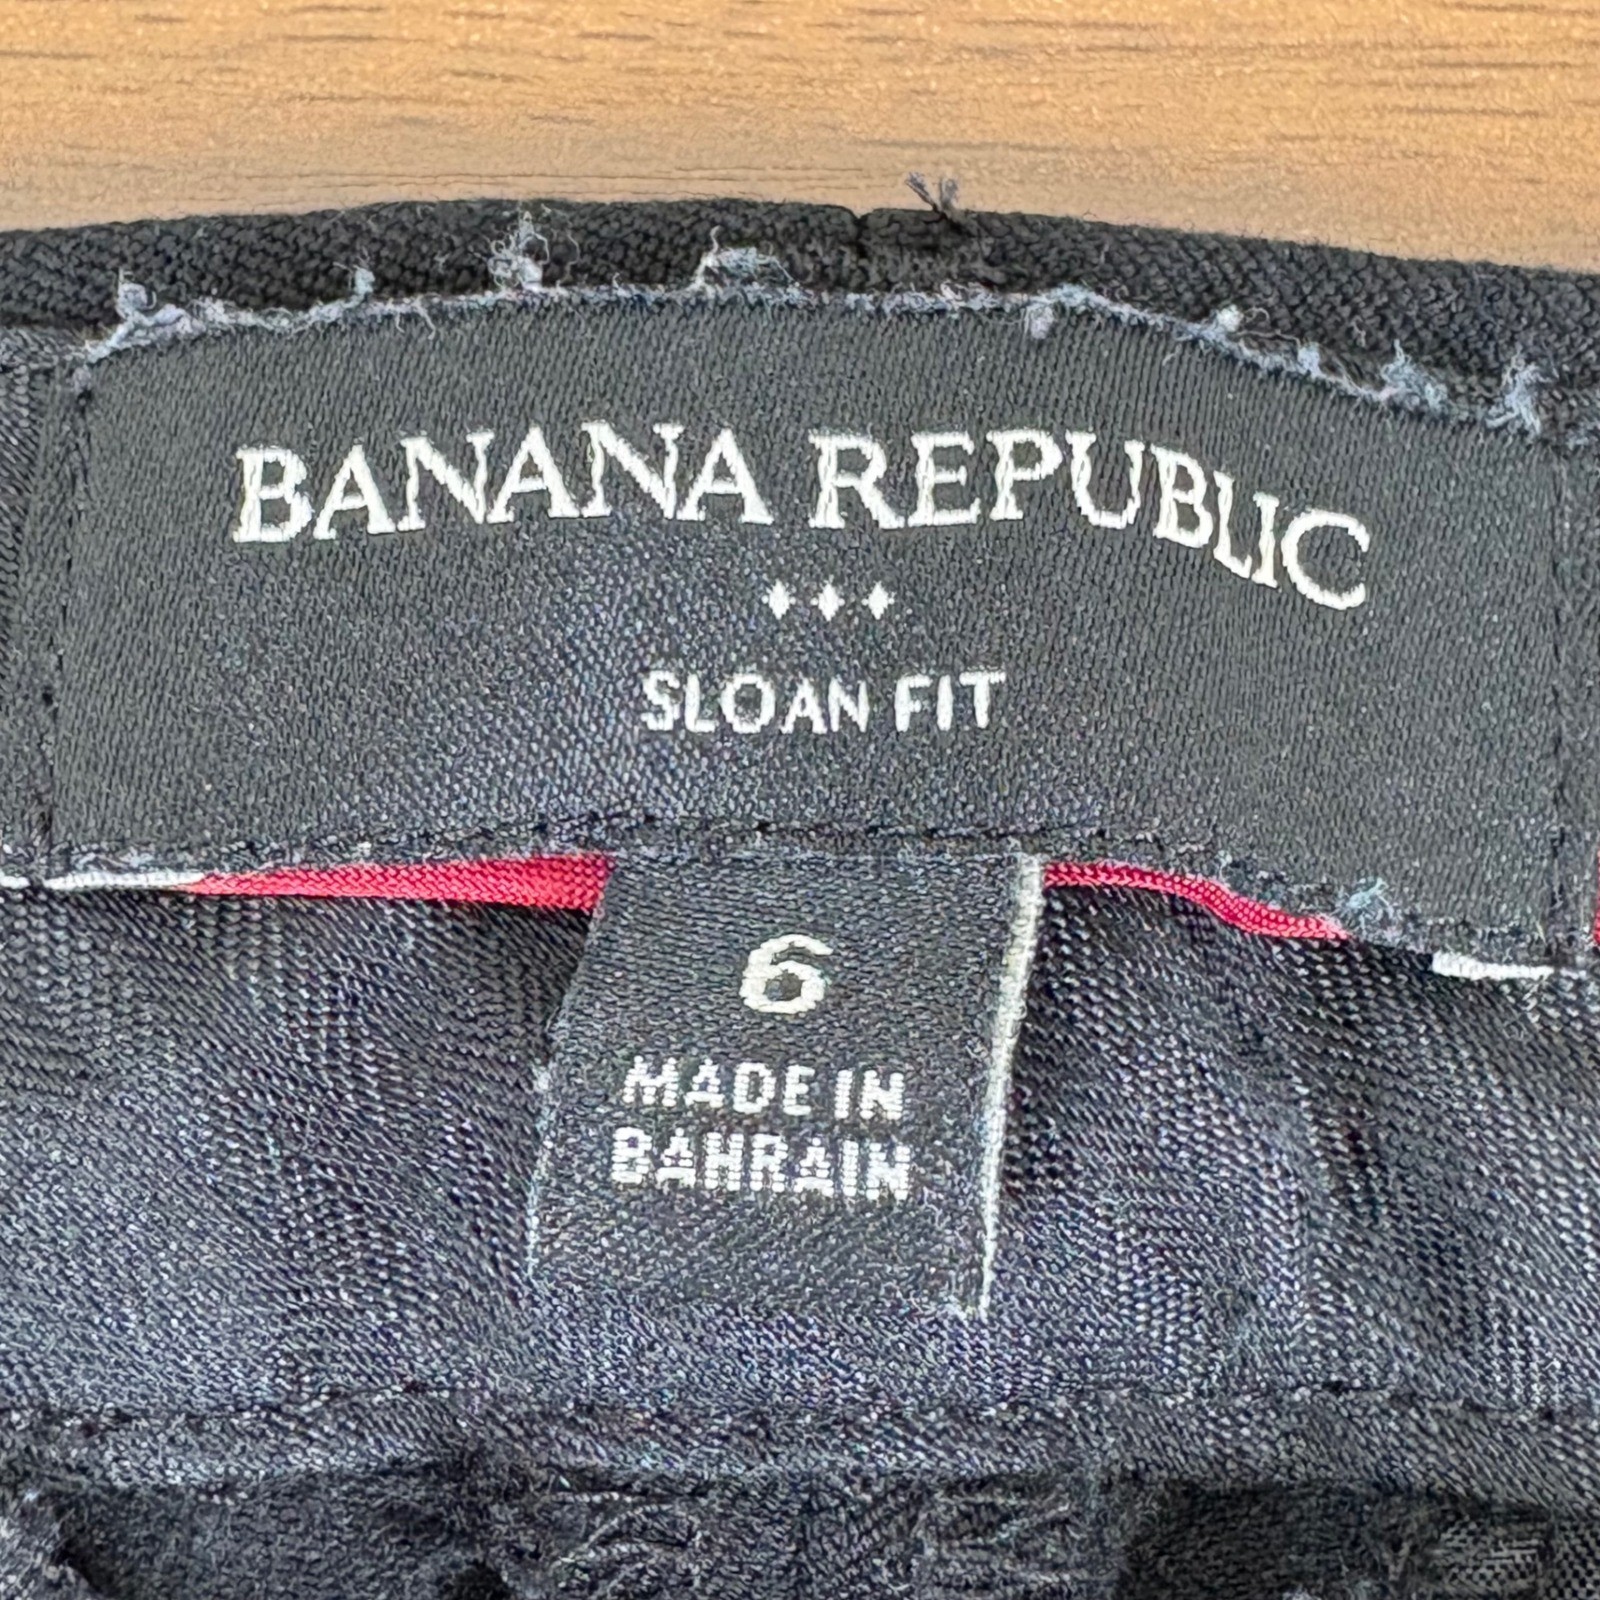 BANANA REPUBLIC
SLOAN FIT
6
MADE IN
BAHRAIN